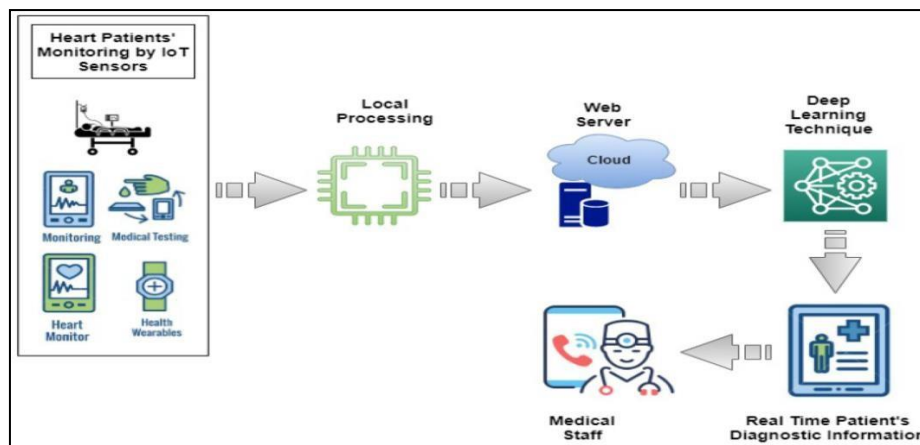 Heart Patients'
Monitoring by IoT
Sensors
Monitoring
Medical Testing
Heart
Monitor
Health
Wearables
Local
Processing
Web
Server
Cloud
Deep
Learning
Technique
Medical
Staff
Real Time Patient's
Diagnostic Information